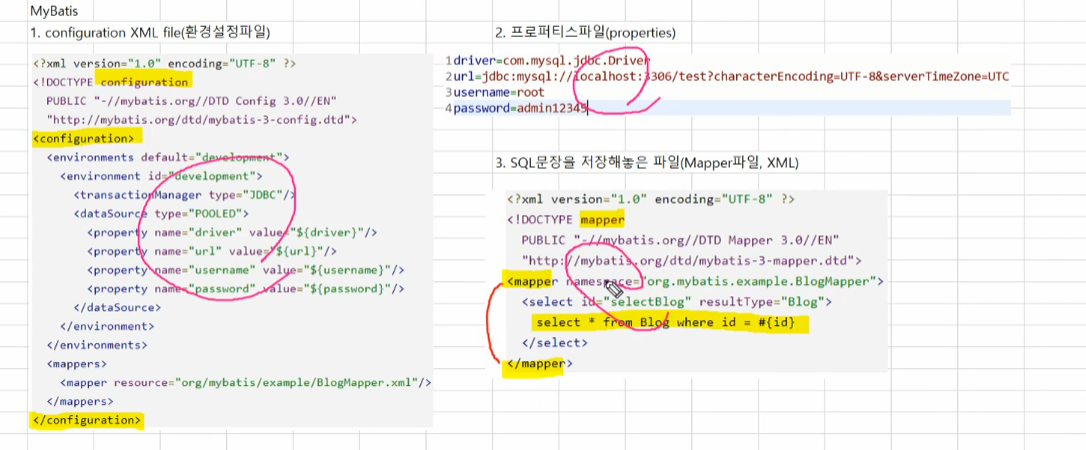 MyBatis
1. configuration XML file(환경설정파일)
<?xml version="1.0" encoding="UTF-8" ?>
<!DOCTYPE configuration
PUBLIC "-//mybatis.org//DTD Config 3.0//EN"
"http://mybatis.org/dtd/mybatis-3-config.dtd">
<configuration>
<environments default="development">
<environment id="development">
<transactionManager type="JDBC"/>
<dataSource type="POOLED">
<property name="driver" value="${driver}"/>
<property name="url" value="${url}"/>
<property name="username" value="${username}"/>
<property name="password" value="${password}"/>
</dataSource>
</environment>
</environments>
<mappers>
<mapper resource="org/mybatis/example/BlogMapper.xml"/>
</mappers>
</configuration>
2. 프로퍼티스파일(properties)
1 driver=com.mysql.jdbc.Driver
2 url=jdbc:mysql://localhost:3306/test?characterEncoding=UTF-8&serverTimeZone=UTC
3 username=root
4 password=admin12345
3. SQL문장을 저장해놓은 파일(Mapper파일, XML)
<?xml version="1.0" encoding="UTF-8" ?>
<!DOCTYPE mapper
PUBLIC "-//mybatis.org//DTD Mapper 3.0//EN"
"http://mybatis.org/dtd/mybatis-3-mapper.dtd">
<mapper namespace="org.mybatis.example.BlogMapper">
<select id="selectBlog" resultType="Blog">
select * from Blog where id = #{id}
</select>
</mapper>